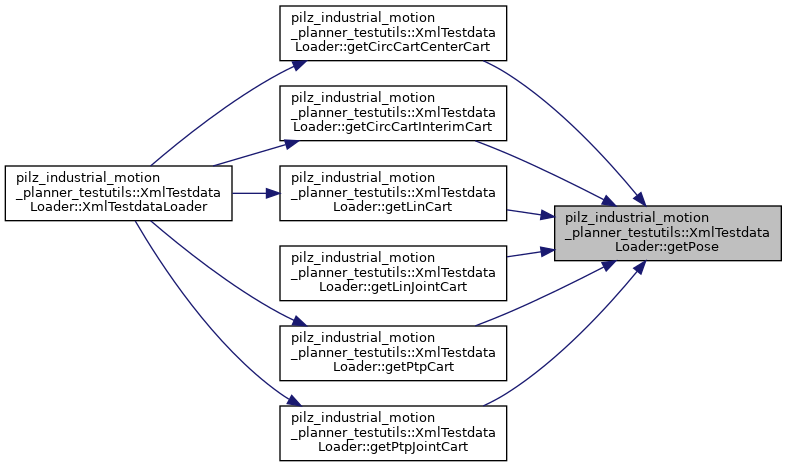 pilz_industrial_motion
_planner_testutils::XmlTestdata
Loader::getCircCartCenterCart
pilz_industrial_motion
_planner_testutils::XmlTestdata
Loader::getCircCartInterimCart
pilz_industrial_motion
_planner_testutils::XmlTestdata
Loader::XmlTestdataLoader
pilz_industrial_motion
_planner_testutils::XmlTestdata
Loader::getLinCart
pilz_industrial_motion
_planner_testutils::XmlTestdata
Loader::getPose
pilz_industrial_motion
_planner_testutils::XmlTestdata
Loader::getLinJointCart
pilz_industrial_motion
_planner_testutils::XmlTestdata
Loader::getPtpCart
pilz_industrial_motion
_planner_testutils::XmlTestdata
Loader::getPtpJointCart